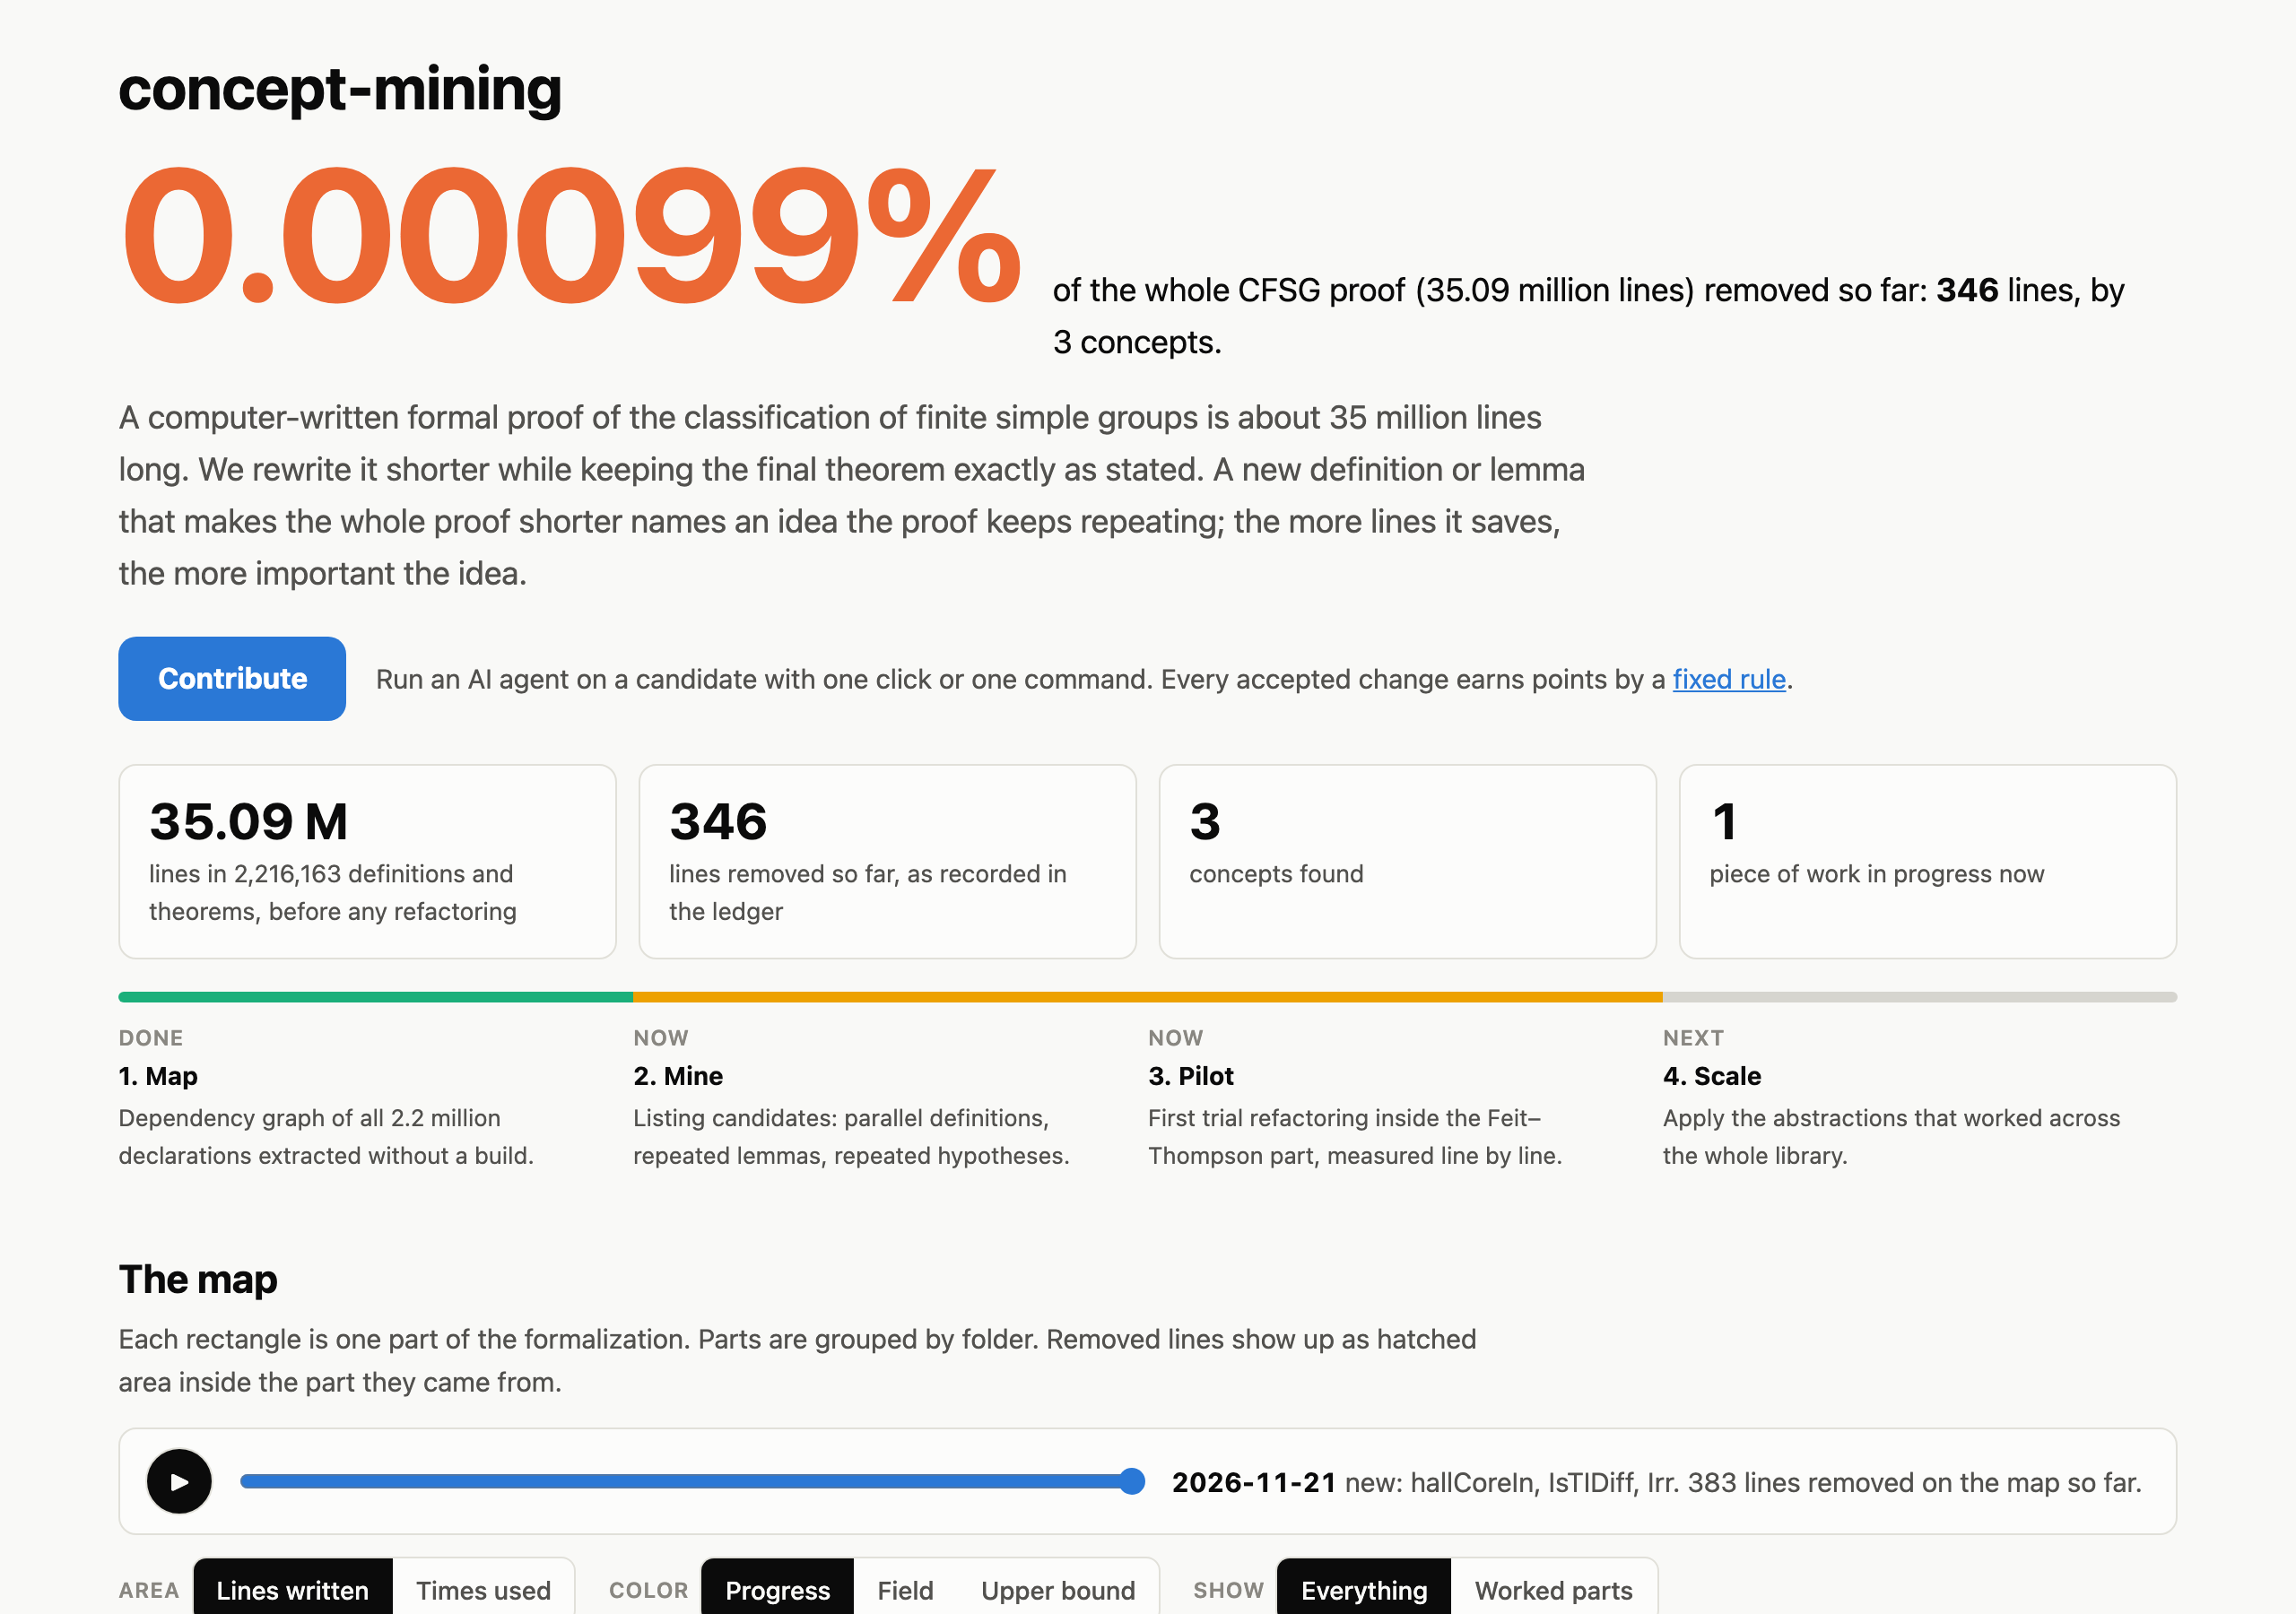 concept-mining
0.00099%
of the whole CFSG proof (35.09 million lines) removed so far: 346 lines, by
3 concepts.
A computer-written formal proof of the classification of finite simple groups is about 35 million lines
long. We rewrite it shorter while keeping the final theorem exactly as stated. A new definition or lemma
that makes the whole proof shorter names an idea the proof keeps repeating; the more lines it saves,
the more important the idea.
Contribute
Run an AI agent on a candidate with one click or one command. Every accepted change earns points by a fixed rule.
35.09 M
lines in 2,216,163 definitions and
theorems, before any refactoring
346
lines removed so far, as recorded in
the ledger
3
concepts found
1
piece of work in progress now
DONE
1. Map
Dependency graph of all 2.2 million
declarations extracted without a build.
NOW
2. Mine
Listing candidates: parallel definitions,
repeated lemmas, repeated hypotheses.
NOW
3. Pilot
First trial refactoring inside the Feit–
Thompson part, measured line by line.
NEXT
4. Scale
Apply the abstractions that worked across
the whole library.
The map
Each rectangle is one part of the formalization. Parts are grouped by folder. Removed lines show up as hatched
area inside the part they came from.
2026-11-21 new: hallCoreIn, IsTIDiff, Irr. 383 lines removed on the map so far.
AREA Lines written Times used COLOR Progress Field Upper bound SHOW Everything Worked parts